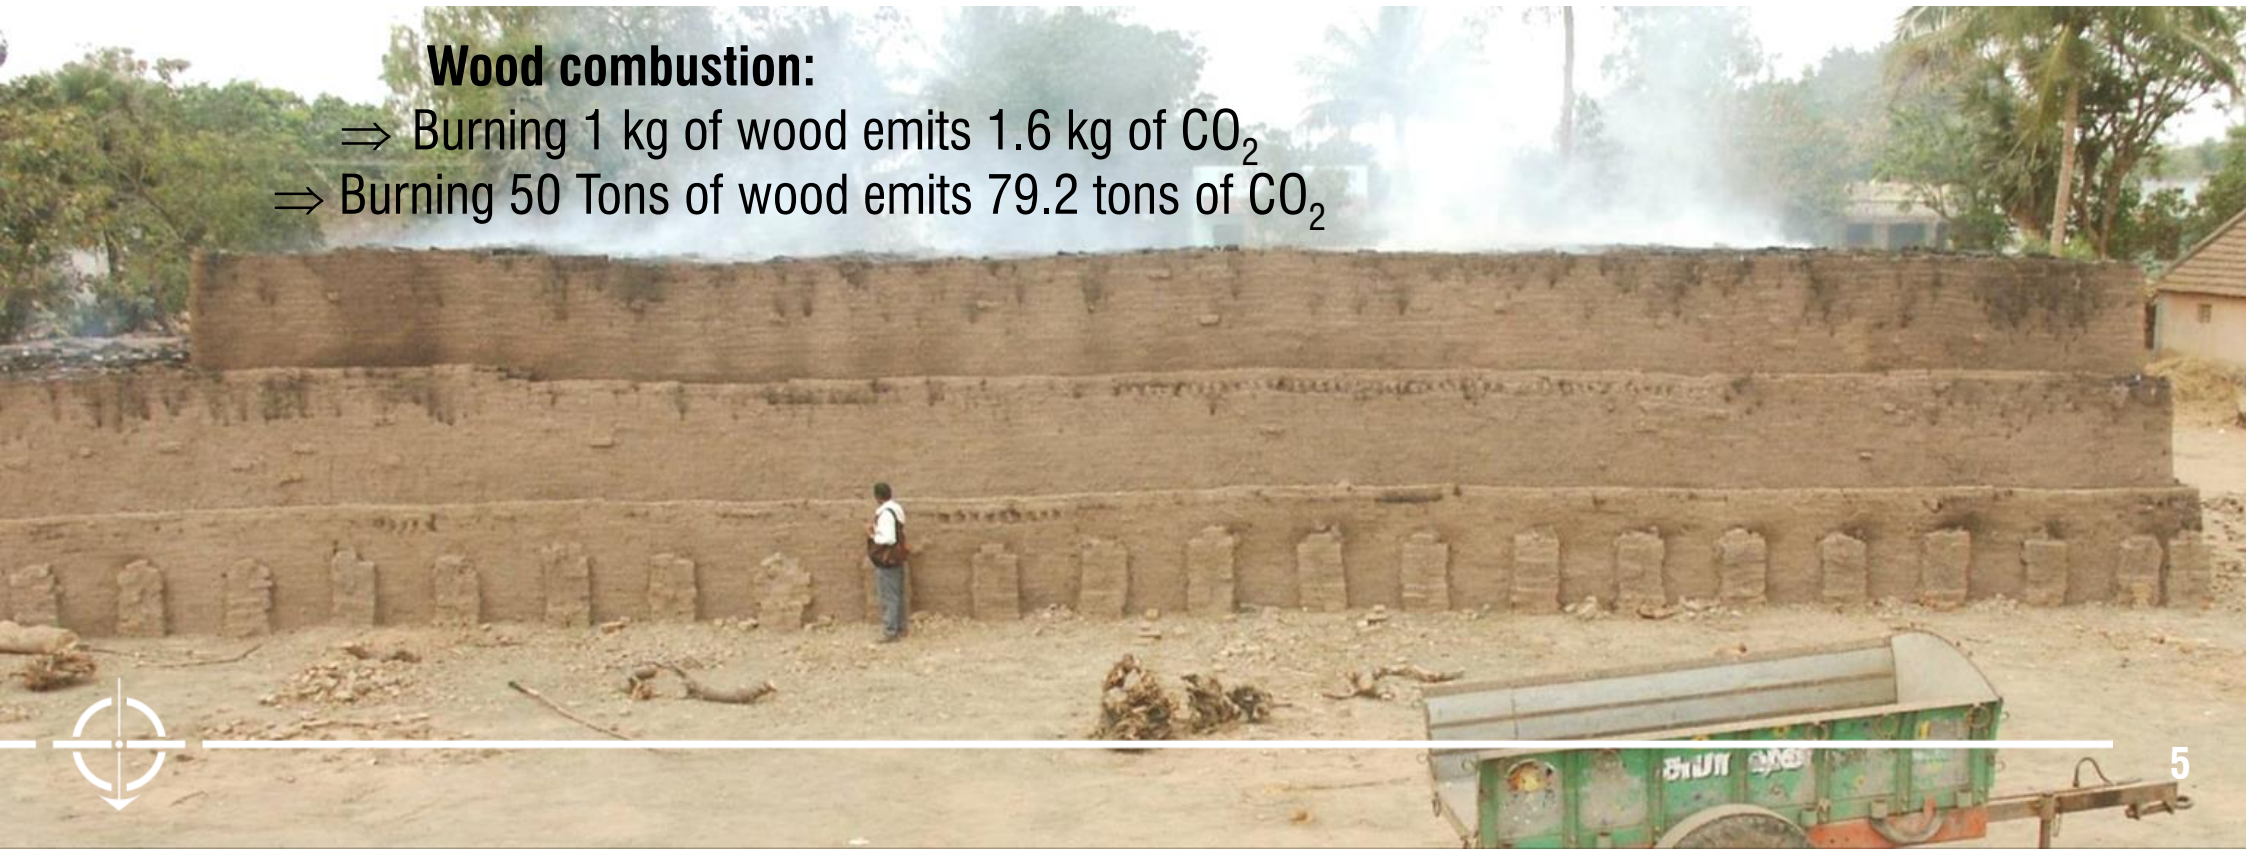 Wood combustion:
⇒ Burning 1 kg of wood emits 1.6 kg of CO₂
⇒ Burning 50 Tons of wood emits 79.2 tons of CO₂
5